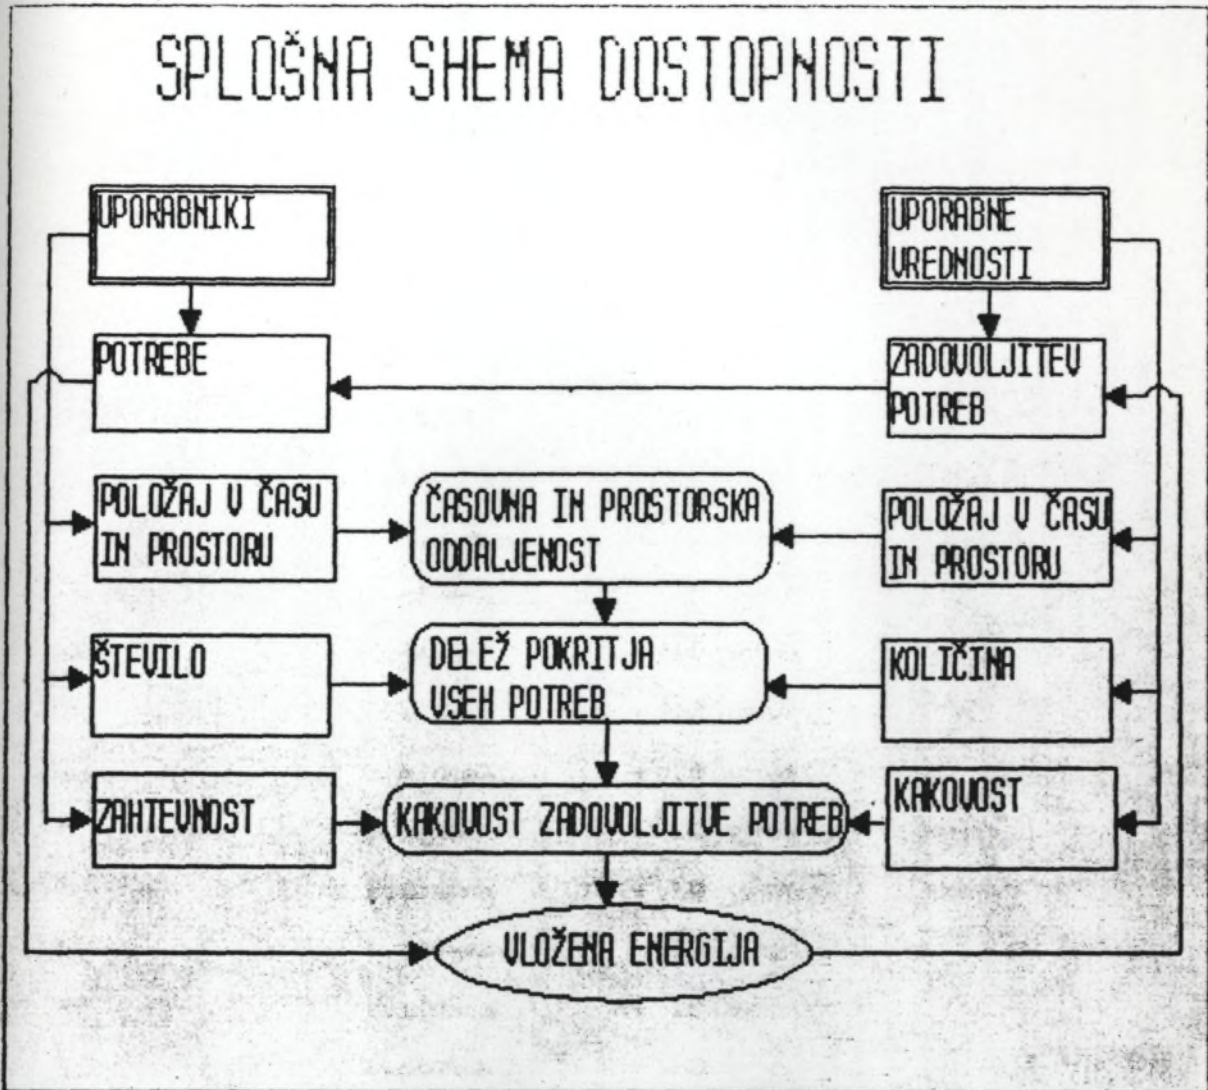 SPLOŠNA SHEMA DOSTOPNOSTI
UPORABNIKI
UPORABNE
VREDNOSTI
POTREBE
ZADOVOLJITEV
POTREB
POLOŽAJ V ČASU
IN PROSTORU
ČASOVNA IN PROSTORSKA
ODDALJENOST
POLOŽAJ V ČASU
IN PROSTORU
ŠTEVILO
DELEŽ POKRITJA
VSEH POTREB
KOLIČINA
ZAHTEVNOST
KAKOVOST ZADOVOLJITVE POTREB
KAKOVOST
VLOŽENA ENERGIJA